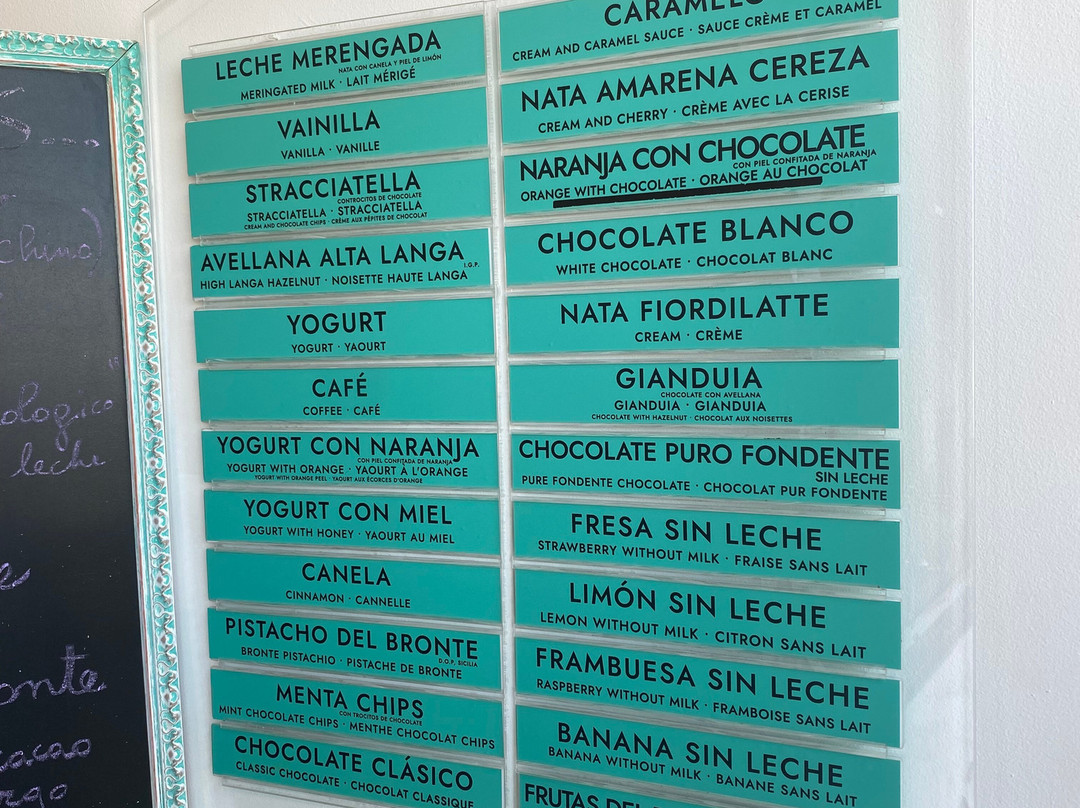 LECHE MERENGADA
NATA CON CANELA Y PIEL DE LIMÓN
MERINGATED MILK · LAIT MÉRIGÉ
VAINILLA
VANILLA · VANILLE
STRACCIATELLA
CONTROCITOS DE CHOCOLATE
STRACCIATELLA · STRACCIATELLA
CREAM AND CHOCOLATE CHIPS · CRÈME AUX PÉPITES DE CHOCOLAT
AVELLANA ALTA LANGA
I.G.P.
HIGH LANGA HAZELNUT · NOISETTE HAUTE LANGA
YOGURT
YOGURT · YAOURT
CAFÉ
COFFEE · CAFÉ
YOGURT CON NARANJA
CON PIEL CONFITADA DE NARANJA
YOGURT WITH ORANGE · YAOURT À L'ORANGE
YOGURT WITH ORANGE PEEL · YAOURT AUX ÉCORCES D'ORANGE
YOGURT CON MIEL
YOGURT WITH HONEY · YAOURT AU MIEL
CANELA
CINNAMON · CANNELLE
PISTACHO DEL BRONTE
D.O.P, SICILIA
BRONTE PISTACHIO · PISTACHE DE BRONTE
MENTA CHIPS
CON TROCITOS DE CHOCOLATE
MINT CHOCOLATE CHIPS · MENTHE CHOCOLAT CHIPS
CHOCOLATE CLÁSICO
CLASSIC CHOCOLATE · CHOCOLAT CLASSIQUE
CARAMELO
CREAM AND CARAMEL SAUCE · SAUCE CRÈME ET CARAMEL
NATA AMARENA CEREZA
CREAM AND CHERRY · CRÈME AVEC LA CERISE
NARANJA CON CHOCOLATE
CON PIEL CONFITADA DE NARANJA
ORANGE WITH CHOCOLATE · ORANGE AU CHOCOLAT
CHOCOLATE BLANCO
WHITE CHOCOLATE · CHOCOLAT BLANC
NATA FIORDILATTE
CREAM · CRÈME
GIANDUIA
CHOCOLATE CON AVELLANA
GIANDUIA · GIANDUIA
CHOCOLATE WITH HAZELNUT · CHOCOLAT AUX NOISETTES
CHOCOLATE PURO FONDENTE
SIN LECHE
PURE FONDENTE CHOCOLATE · CHOCOLAT PUR FONDENTE
FRESA SIN LECHE
STRAWBERRY WITHOUT MILK · FRAISE SANS LAIT
LIMÓN SIN LECHE
LEMON WITHOUT MILK · CITRON SANS LAIT
FRAMBUESA SIN LECHE
RASPBERRY WITHOUT MILK · FRAMBOISE SANS LAIT
BANANA SIN LECHE
BANANA WITHOUT MILK · BANANE SANS LAIT
FRUTAS
leche
cacao